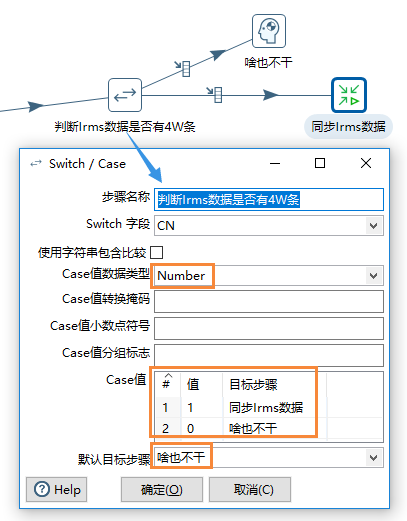 啥也不干
判断Irms数据是否有4W条
同步Irms数据
Switch / Case
步骤名称 判断Irms数据是否有4W条
Switch 字段 CN
使用字符串包含比较
Case值数据类型 Number
Case值转换掩码
Case值小数点符号
Case值分组标志
Case值 # 值 目标步骤
1 1 同步Irms数据
2 0 啥也不干
默认目标步骤 啥也不干
Help 确定(O) 取消(C)